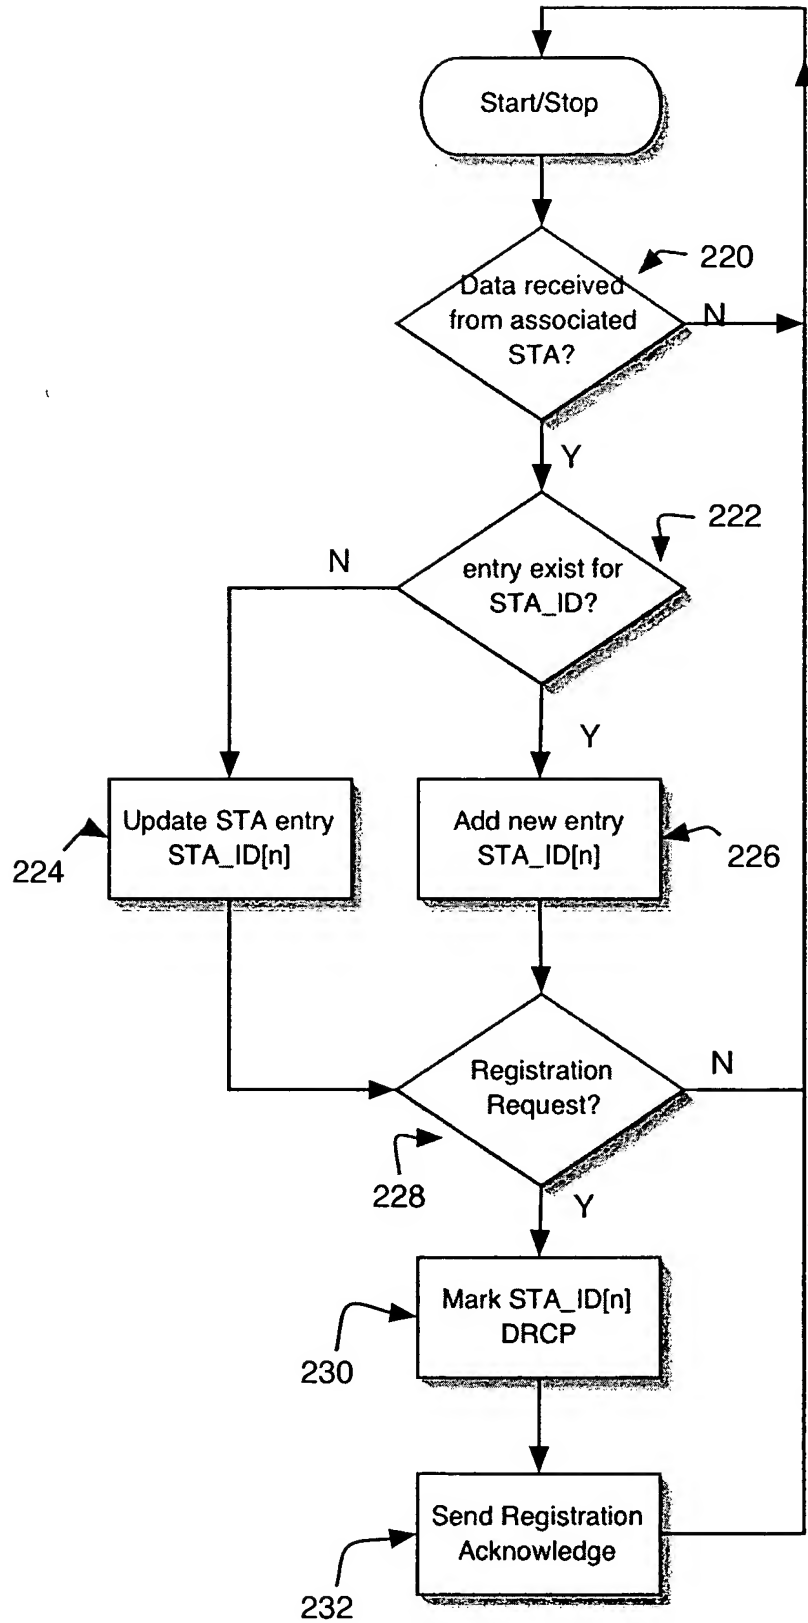 Start/Stop
220
Data received
from associated
STA?
N
Y
222
entry exist for
STA_ID?
N
Y
Update STA entry
STA_ID[n]
224
Add new entry
STA_ID[n]
226
Registration
Request?
N
228
Y
Mark STA_ID[n]
DRCP
230
Send Registration
Acknowledge
232